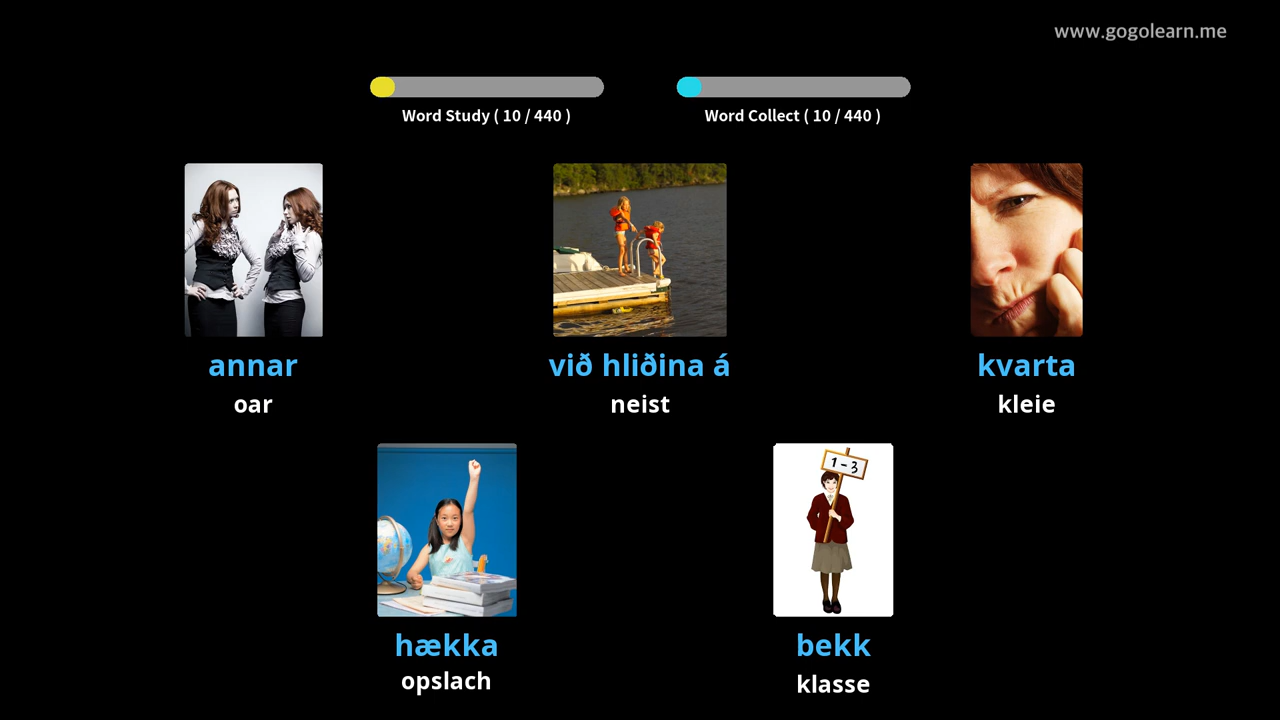 www.gogolearn.me
Word Study ( 10 / 440 )
Word Collect ( 10 / 440 )
annar
oar
við hliðina á
neist
kvarta
kleie
1 - 3
hækka
opslach
bekk
klasse